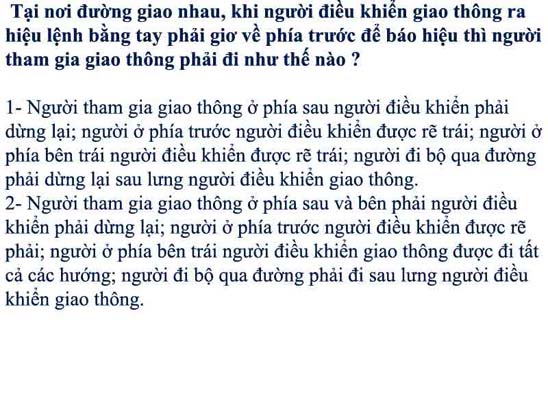 Tại nơi đường giao nhau, khi người điều khiển giao thông ra
hiệu lệnh bằng tay phải giơ về phía trước để báo hiệu thì người
tham gia giao thông phải đi như thế nào ?
1- Người tham gia giao thông ở phía sau người điều khiển phải
dừng lại; người ở phía trước người điều khiển được rẽ trái; người ở
phía bên trái người điều khiển được rẽ trái; người đi bộ qua đường
phải dừng lại sau lưng người điều khiển giao thông.
2- Người tham gia giao thông ở phía sau và bên phải người điều
khiển phải dừng lại; người ở phía trước người điều khiển được rẽ
phải; người ở phía bên trái người điều khiển giao thông được đi tất
cả các hướng; người đi bộ qua đường phải đi sau lưng người điều
khiển giao thông.